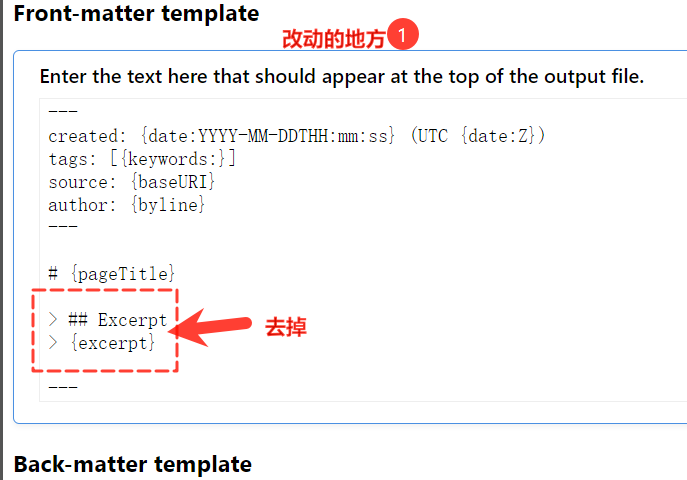 Front-matter template
改动的地方 1
Enter the text here that should appear at the top of the output file.
---
created: {date:YYYY-MM-DDTHH:mm:ss} (UTC {date:Z})
tags: [{keywords:}]
source: {baseURI}
author: {byline}
---
# {pageTitle}
> ## Excerpt
> {excerpt}
去掉
---
Back-matter template